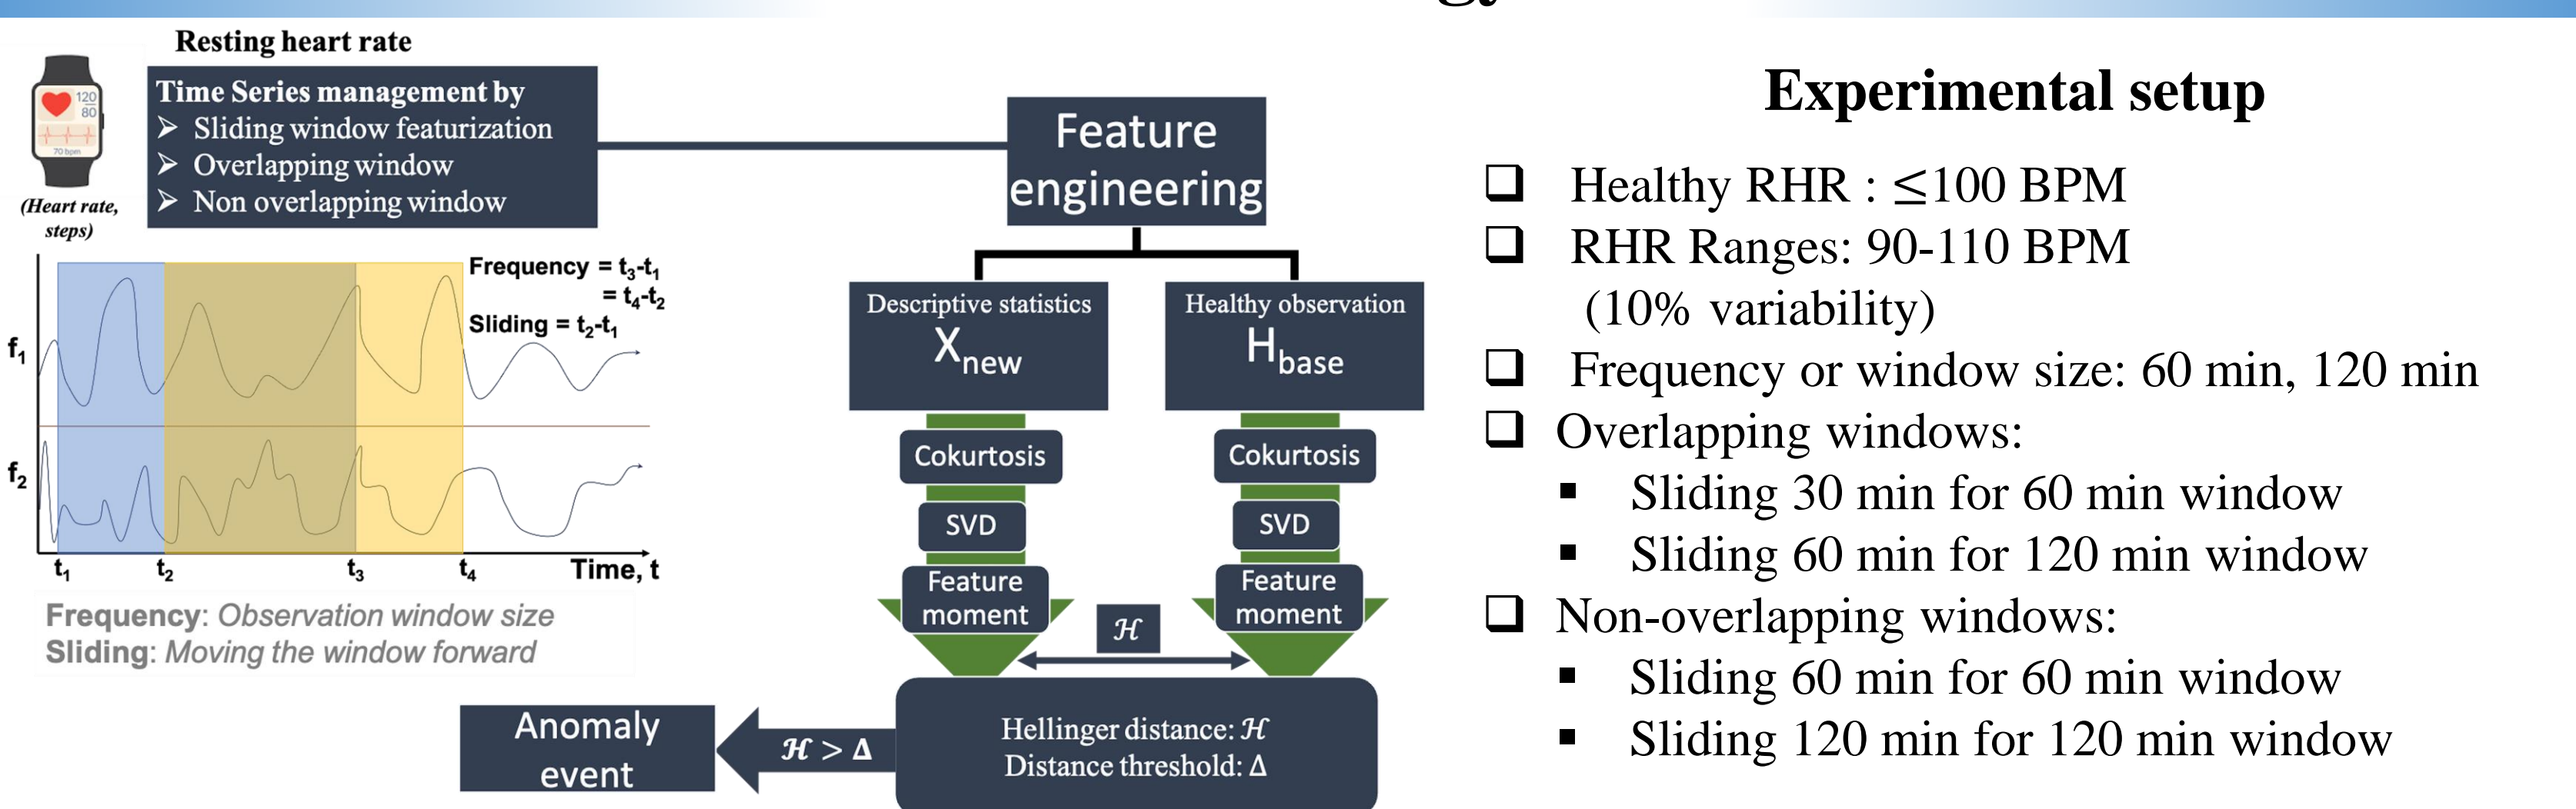 Resting heart rate
120
80
70 bpm
(Heart rate,
steps)
Time Series management by
➢ Sliding window featurization
➢ Overlapping window
➢ Non overlapping window
Frequency = t₃-t₁
= t₄-t₂
Sliding = t₂-t₁
f₁
f₂
t₁ t₂ t₃ t₄ Time, t
Frequency: Observation window size
Sliding: Moving the window forward
Feature
engineering
Descriptive statistics
Xnew
Healthy observation
Hbase
Cokurtosis
SVD
Feature
moment
Cokurtosis
SVD
Feature
moment
ℋ
Hellinger distance: ℋ
Distance threshold: Δ
ℋ > Δ
Anomaly
event
Experimental setup
❑ Healthy RHR : ≤100 BPM
❑ RHR Ranges: 90-110 BPM
(10% variability)
❑ Frequency or window size: 60 min, 120 min
❑ Overlapping windows:
▪ Sliding 30 min for 60 min window
▪ Sliding 60 min for 120 min window
❑ Non-overlapping windows:
▪ Sliding 60 min for 60 min window
▪ Sliding 120 min for 120 min window